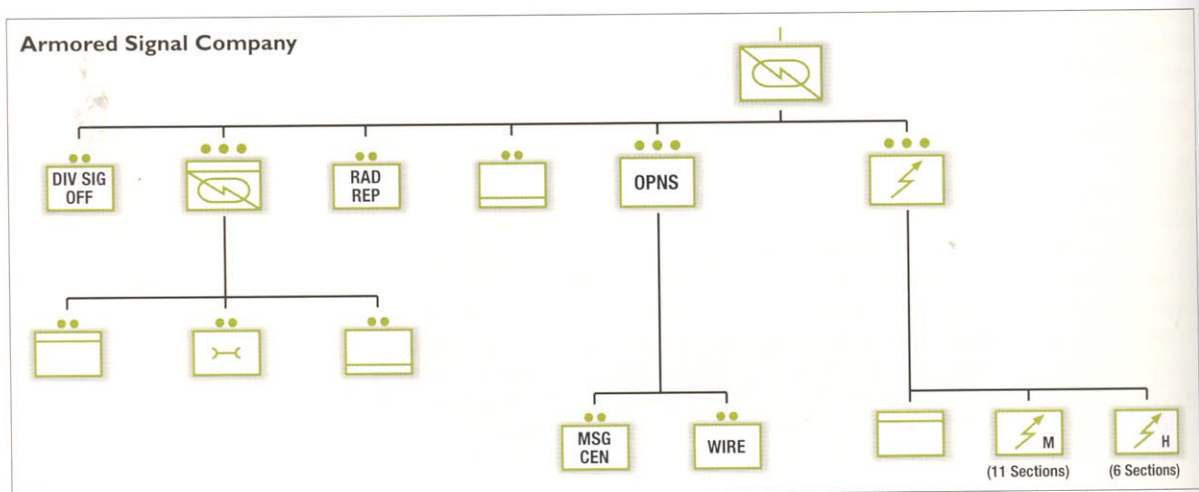 Armored Signal Company
DIV SIG
OFF
RAD
REP
OPNS
MSG
CEN
WIRE
M
H
(11 Sections)
(6 Sections)